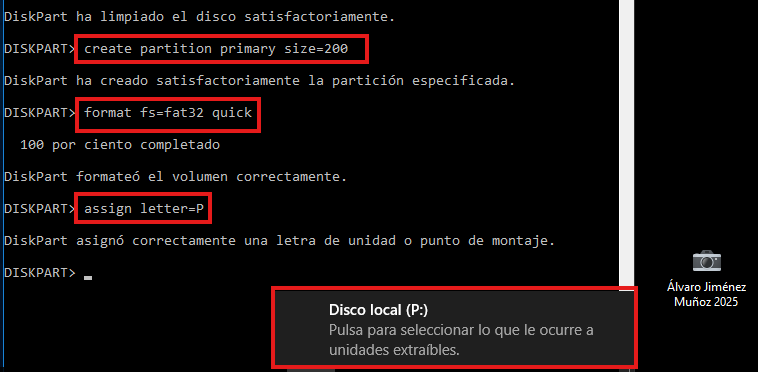 DiskPart ha limpiado el disco satisfactoriamente.
DISKPART> create partition primary size=200
DiskPart ha creado satisfactoriamente la partición especificada.
DISKPART> format fs=fat32 quick
100 por ciento completado
DiskPart formateó el volumen correctamente.
DISKPART> assign letter=P
DiskPart asignó correctamente una letra de unidad o punto de montaje.
DISKPART>
Disco local (P:)
Pulsa para seleccionar lo que le ocurre a
unidades extraíbles.
Álvaro Jiménez
Muñoz 2025